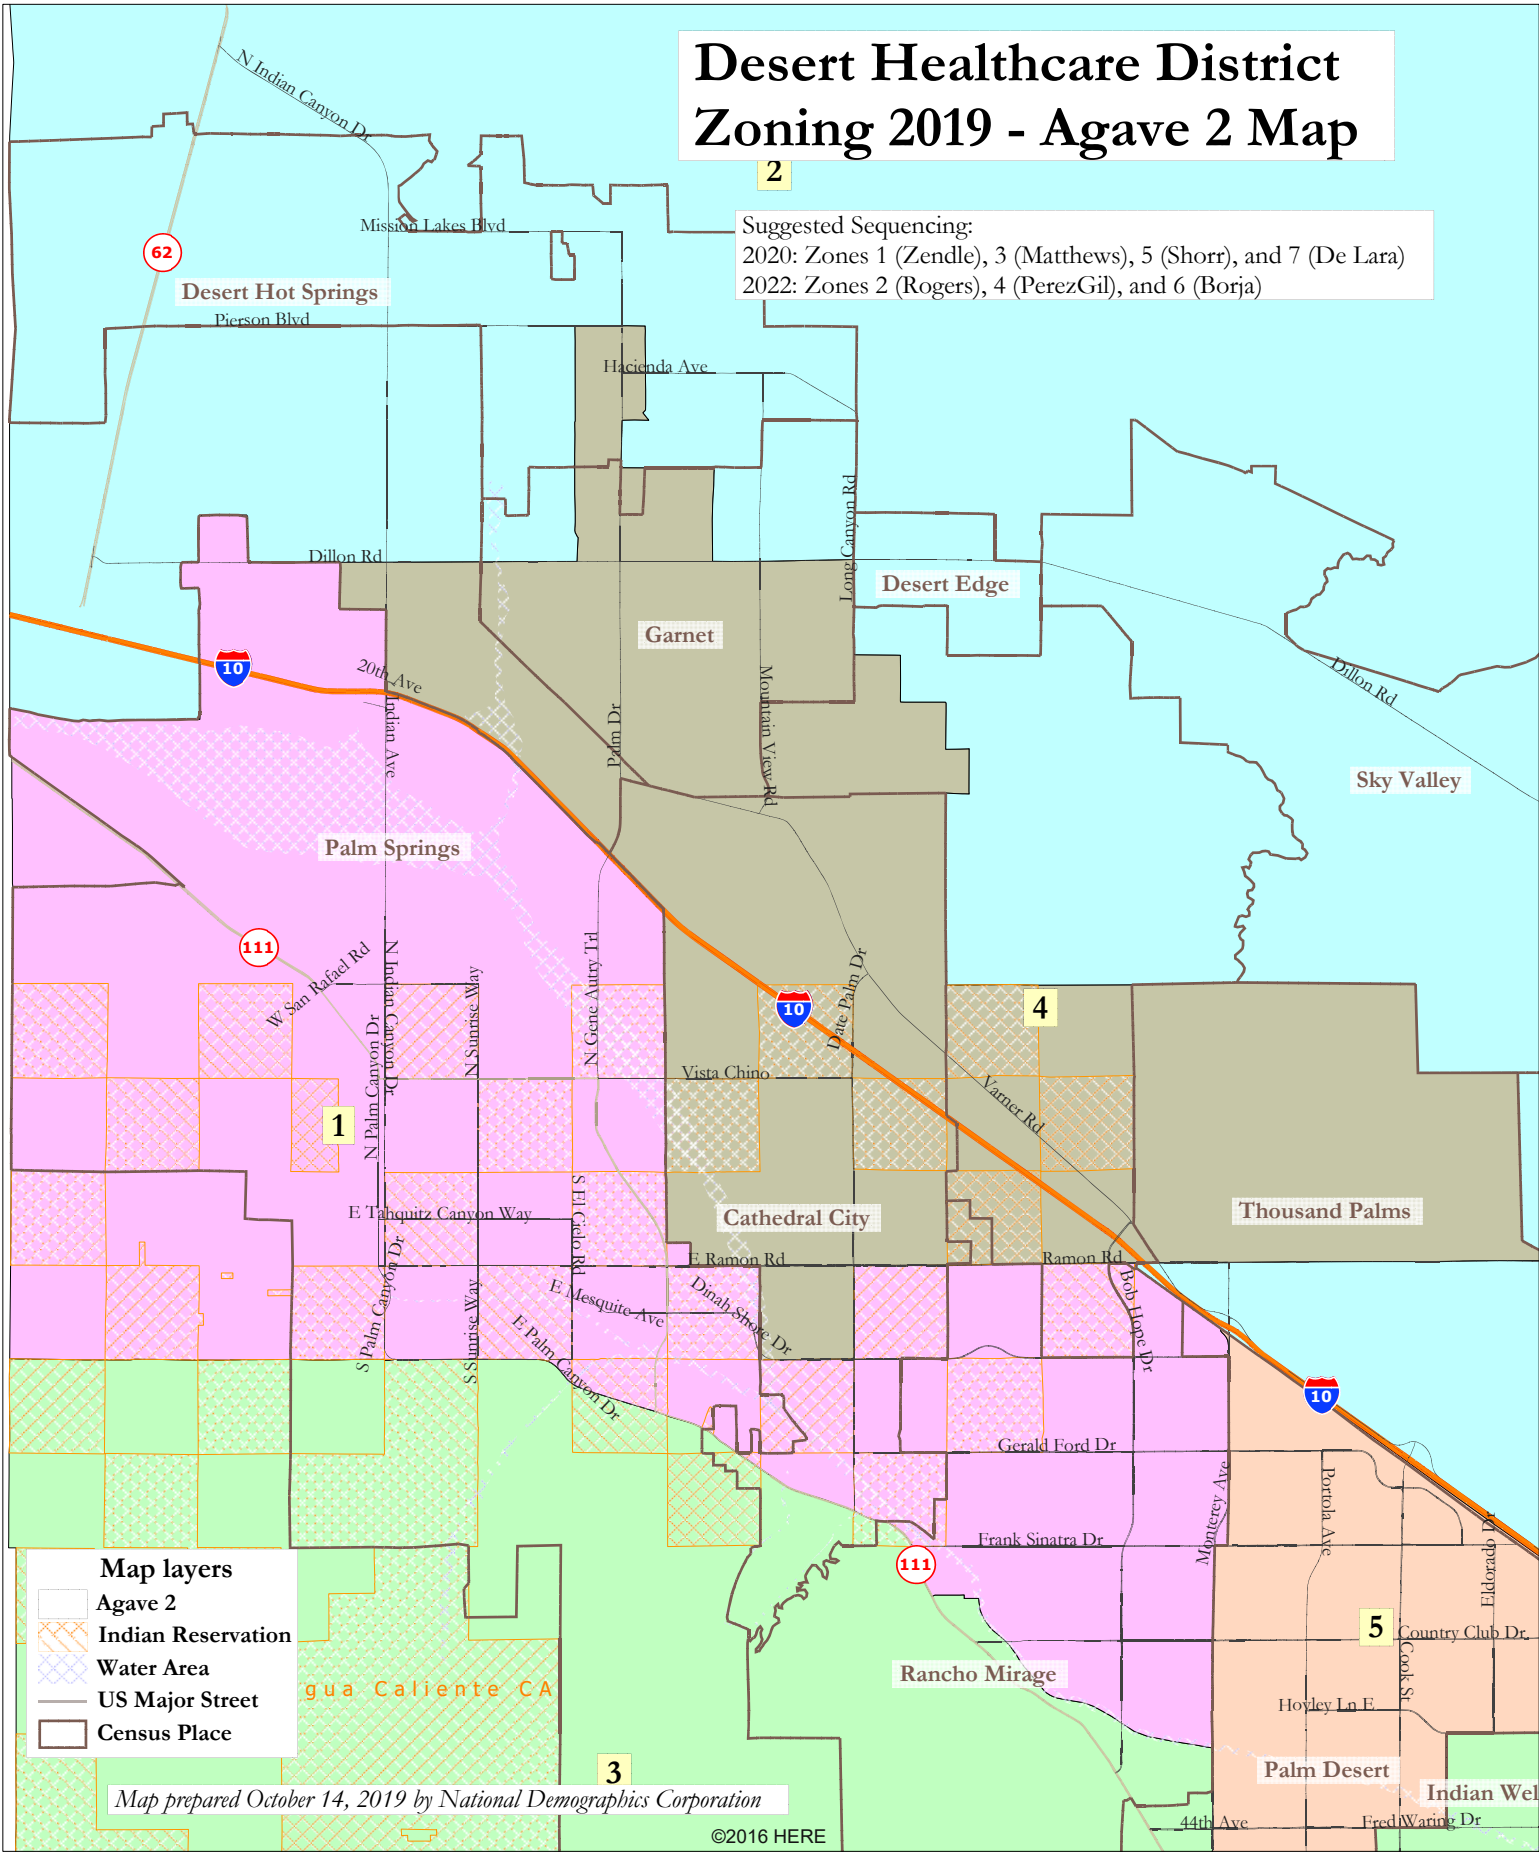 Desert Healthcare District
Zoning 2019 - Agave 2 Map
2
Suggested Sequencing:
2020: Zones 1 (Zendle), 3 (Matthews), 5 (Shorr), and 7 (De Lara)
2022: Zones 2 (Rogers), 4 (PerezGil), and 6 (Borja)
N Indian Canyon Dr
Mission Lakes Blvd
62
Desert Hot Springs
Pierson Blvd
Hacienda Ave
Long Canyon Rd
Dillon Rd
Desert Edge
Garnet
10
20th Ave
Indian Ave
Palm Dr
Mountain View Rd
Dillon Rd
Sky Valley
Palm Springs
111
W San Rafael Rd
N Indian Canyon Dr
N Palm Canyon Dr
N Sunrise Way
N Gene Autry Trl
10
Date Palm Dr
4
Vista Chino
Varner Rd
1
E Tahquitz Canyon Way
S El Cielo Rd
Cathedral City
Thousand Palms
E Ramon Rd
Ramon Rd
S Palm Canyon Dr
S Sunrise Way
E Mesquite Ave
Dinah Shore Dr
E Palm Canyon Dr
Bob Hope Dr
10
Gerald Ford Dr
Monterey Ave
Portola Ave
Frank Sinatra Dr
Eldorado Dr
111
5
Country Club Dr
Cook St
Rancho Mirage
Hovley Ln E
Palm Desert
Indian Wel
44th Ave
Fred Waring Dr
Map layers
Agave 2
Indian Reservation
Water Area
US Major Street
Census Place
gua Caliente CA
3
Map prepared October 14, 2019 by National Demographics Corporation
©2016 HERE